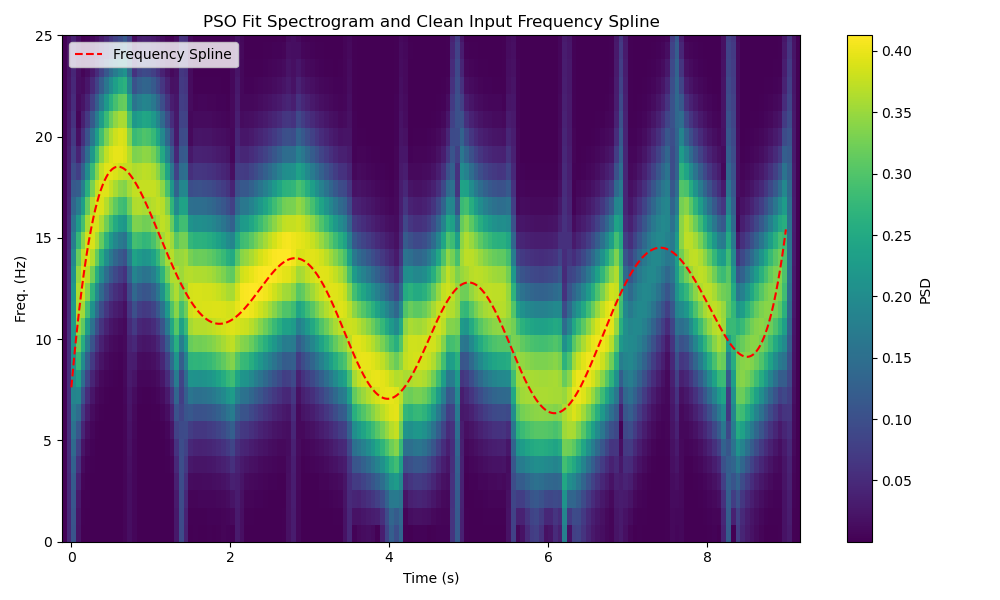 PSO Fit Spectrogram and Clean Input Frequency Spline
Frequency Spline
25
20
15
10
5
0
Freq. (Hz)
0 2 4 6 8
Time (s)
0.40
0.35
0.30
0.25
0.20
0.15
0.10
0.05
PSD